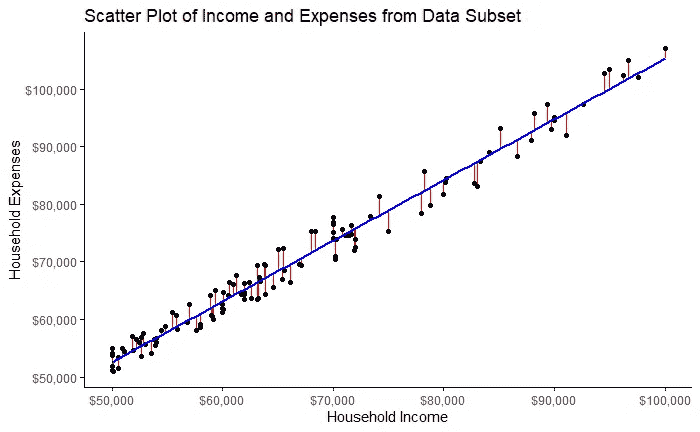 Scatter Plot of Income and Expenses from Data Subset
Household Expenses
$100,000
$90,000
$80,000
$70,000
$60,000
$50,000
$50,000 $60,000 $70,000 $80,000 $90,000 $100,000
Household Income